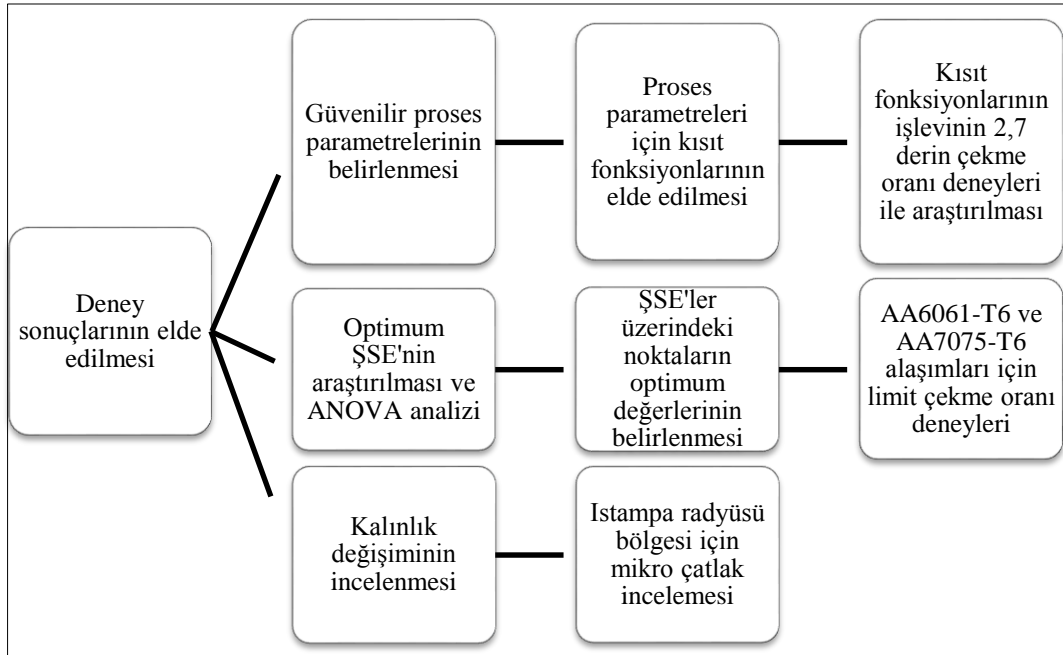 Deney
sonuçlarının elde
edilmesi
Güvenilir proses
parametrelerinin
belirlenmesi
Proses
parametreleri
için kısıt
fonksiyonlarının
elde edilmesi
Kısıt
fonksiyonlarının
işlevinin 2,7
derin çekme
oranı deneyleri
ile araştırılması
Optimum
ŞSE'nin
araştırılması ve
ANOVA analizi
ŞSE'ler
üzerindeki
noktaların
optimum
değerlerinin
belirlenmesi
AA6061-T6 ve
AA7075-T6
alaşımları için
limit çekme oranı
deneyleri
Kalınlık
değişiminin
incelenmesi
Istampa radyüsü
bölgesi için
mikro çatlak
incelemesi